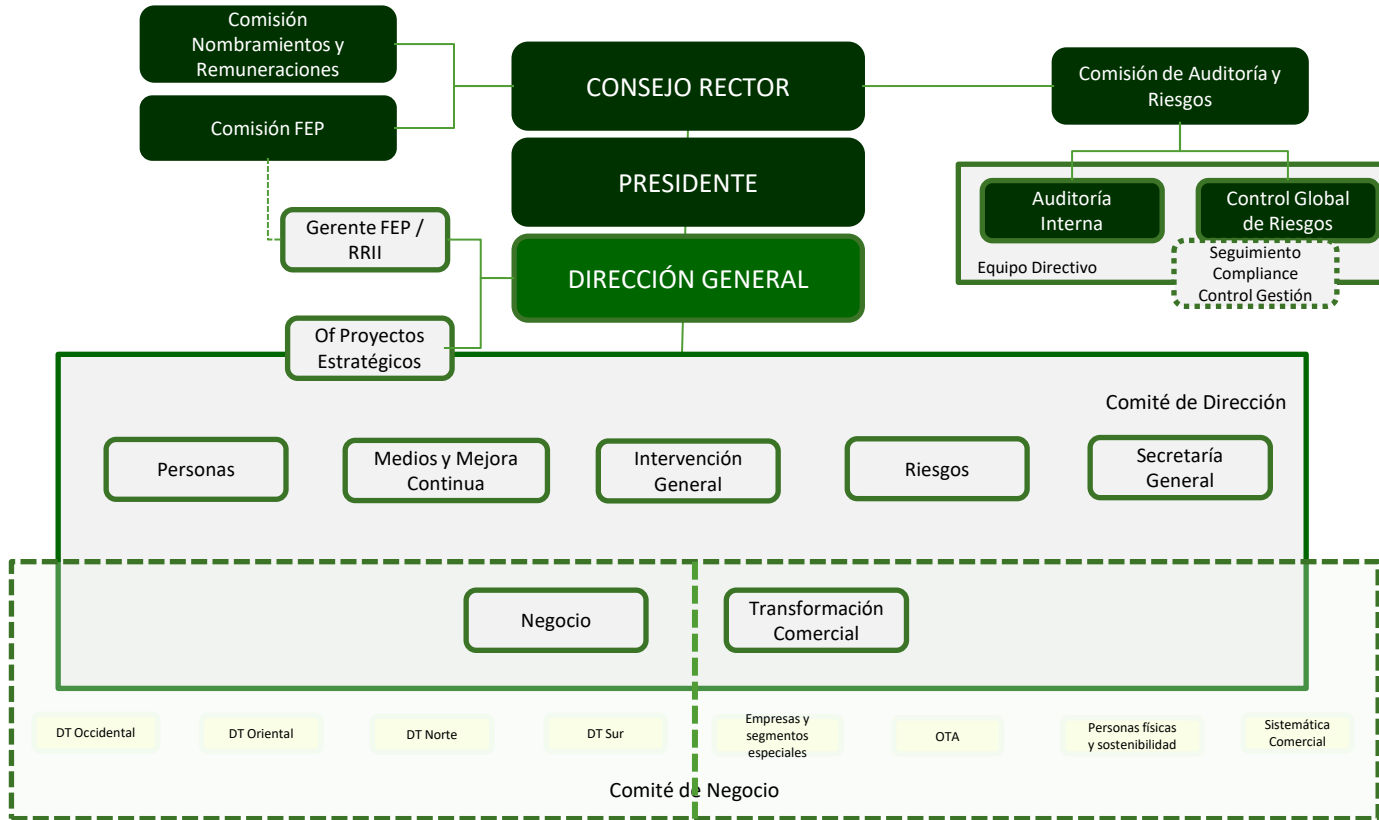 Comisión
Nombramientos y
Remuneraciones
CONSEJO RECTOR
Comisión de Auditoría y
Riesgos
Comisión FEP
PRESIDENTE
Auditoría
Interna
Control Global
de Riesgos
Gerente FEP /
RRII
DIRECCIÓN GENERAL
Equipo Directivo
Seguimiento
Compliance
Control Gestión
Of Proyectos
Estratégicos
Comité de Dirección
Personas
Medios y Mejora
Continua
Intervención
General
Riesgos
Secretaría
General
Negocio
Transformación
Comercial
DT Occidental
DT Oriental
DT Norte
DT Sur
Empresas y
segmentos
especiales
OTA
Personas físicas
y sostenibilidad
Sistemática
Comercial
Comité de Negocio